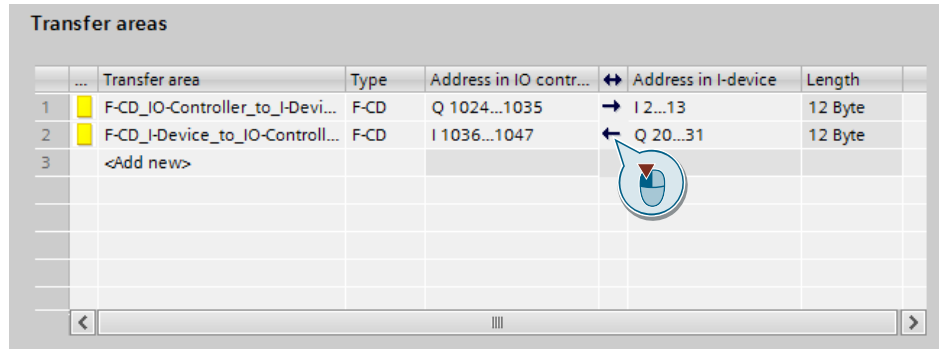 Transfer areas
... Transfer area Type Address in IO contr... ↔ Address in I-device Length
1 F-CD_IO-Controller_to_I-Devi... F-CD Q 1024...1035 → I 2...13 12 Byte
2 F-CD_I-Device_to_IO-Controll... F-CD I 1036...1047 ← Q 20...31 12 Byte
3 <Add new>